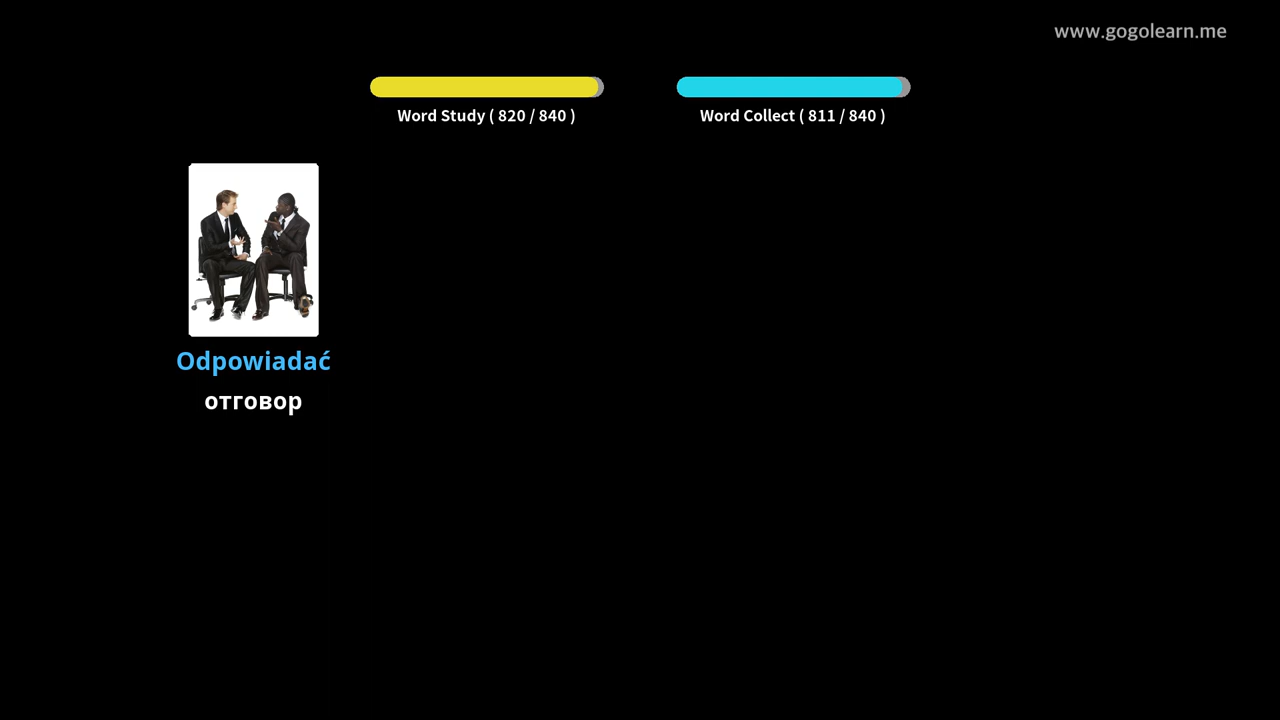 www.gogolearn.me
Word Study ( 820 / 840 )
Word Collect ( 811 / 840 )
Odpowiadać
отговор